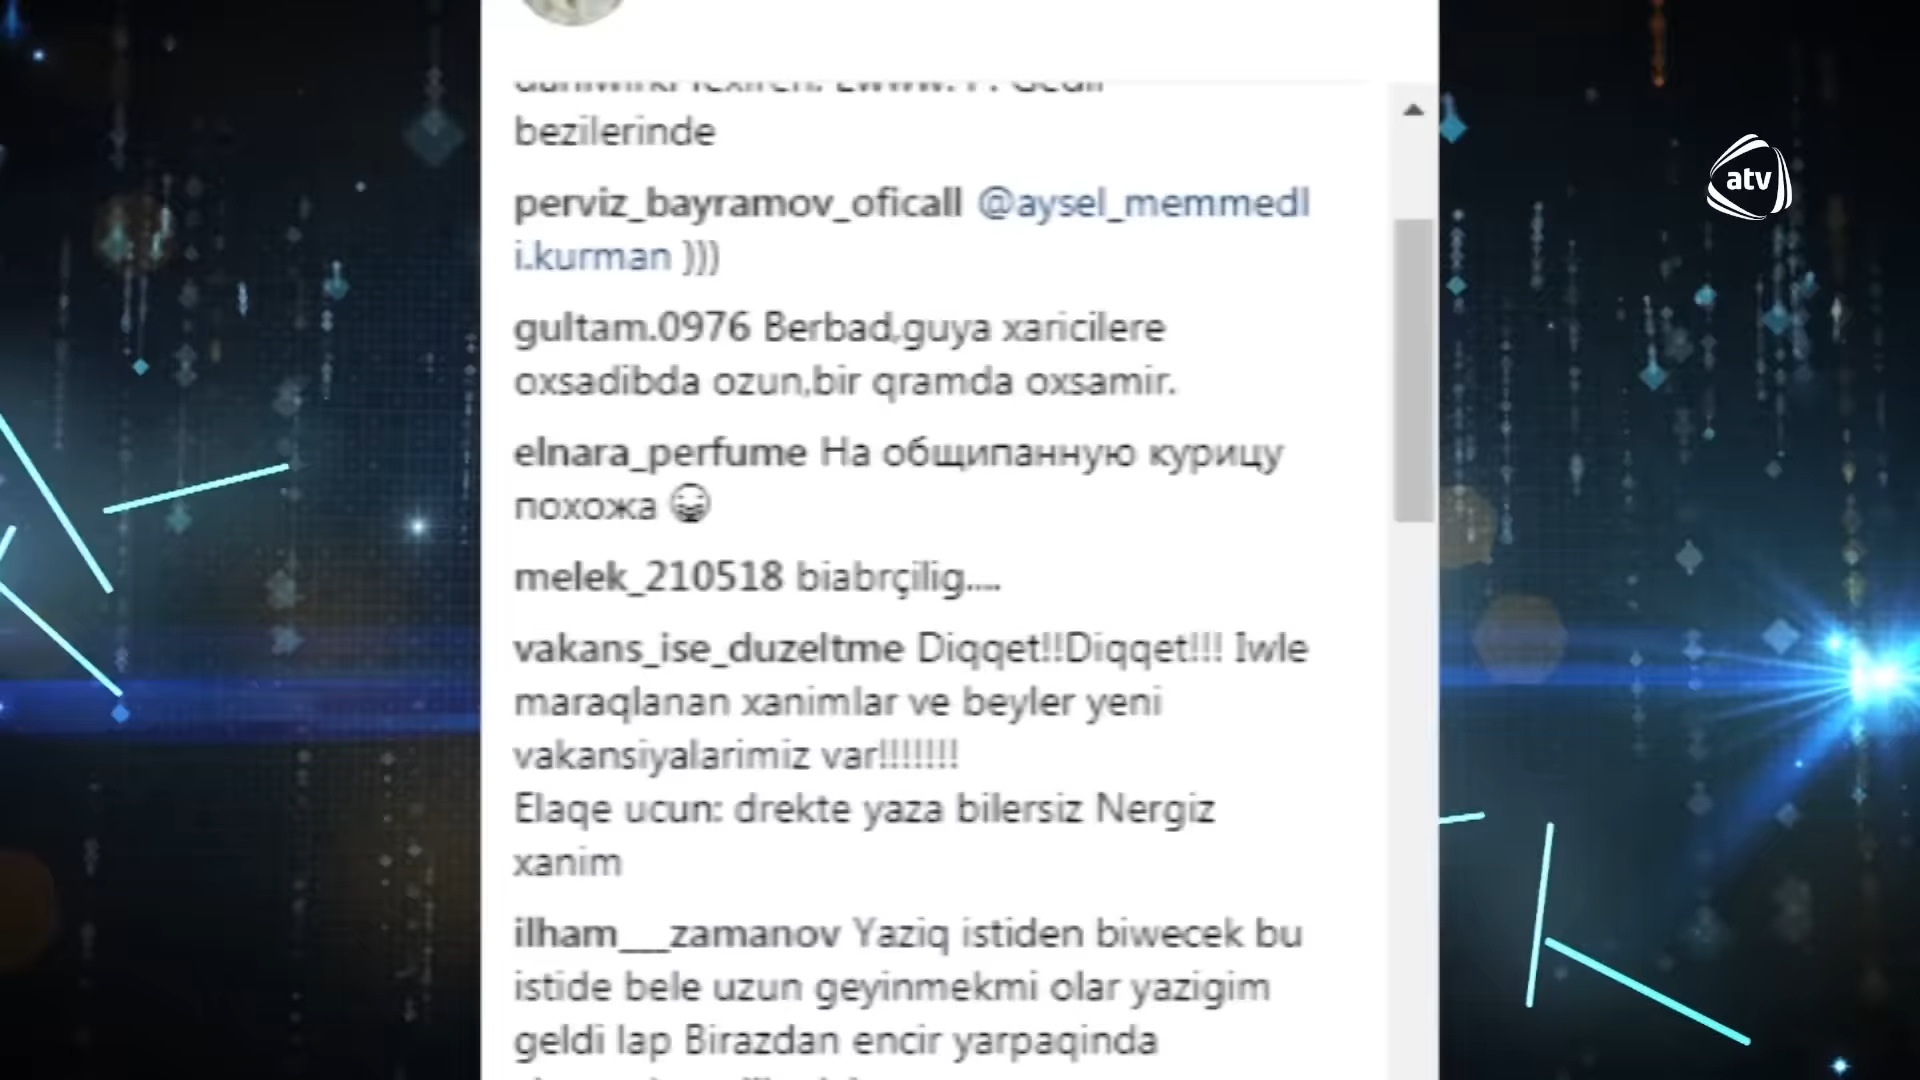 bezilerinde
perviz_bayramov_oficall @aysel_memmedl
i.kurman )))
gultam.0976 Berbad,guya xaricilere
oxsadibda ozun,bir qramda oxsamir.
elnara_perfume На общипанную курицу
похожа 😀
melek_210518 biabrçilig....
vakans_ise_duzeltme Diqqet!!Diqqet!!! Iwle
maraqlanan xanimlar ve beyler yeni
vakansiyalarimiz var!!!!!!!
Elaqe ucun: drekte yaza bilersiz Nergiz
xanim
ilham___zamanov Yaziq istiden biwecek bu
istide bele uzun geyinmekmi olar yazigim
geldi lap Birazdan encir yarpaqinda
atv